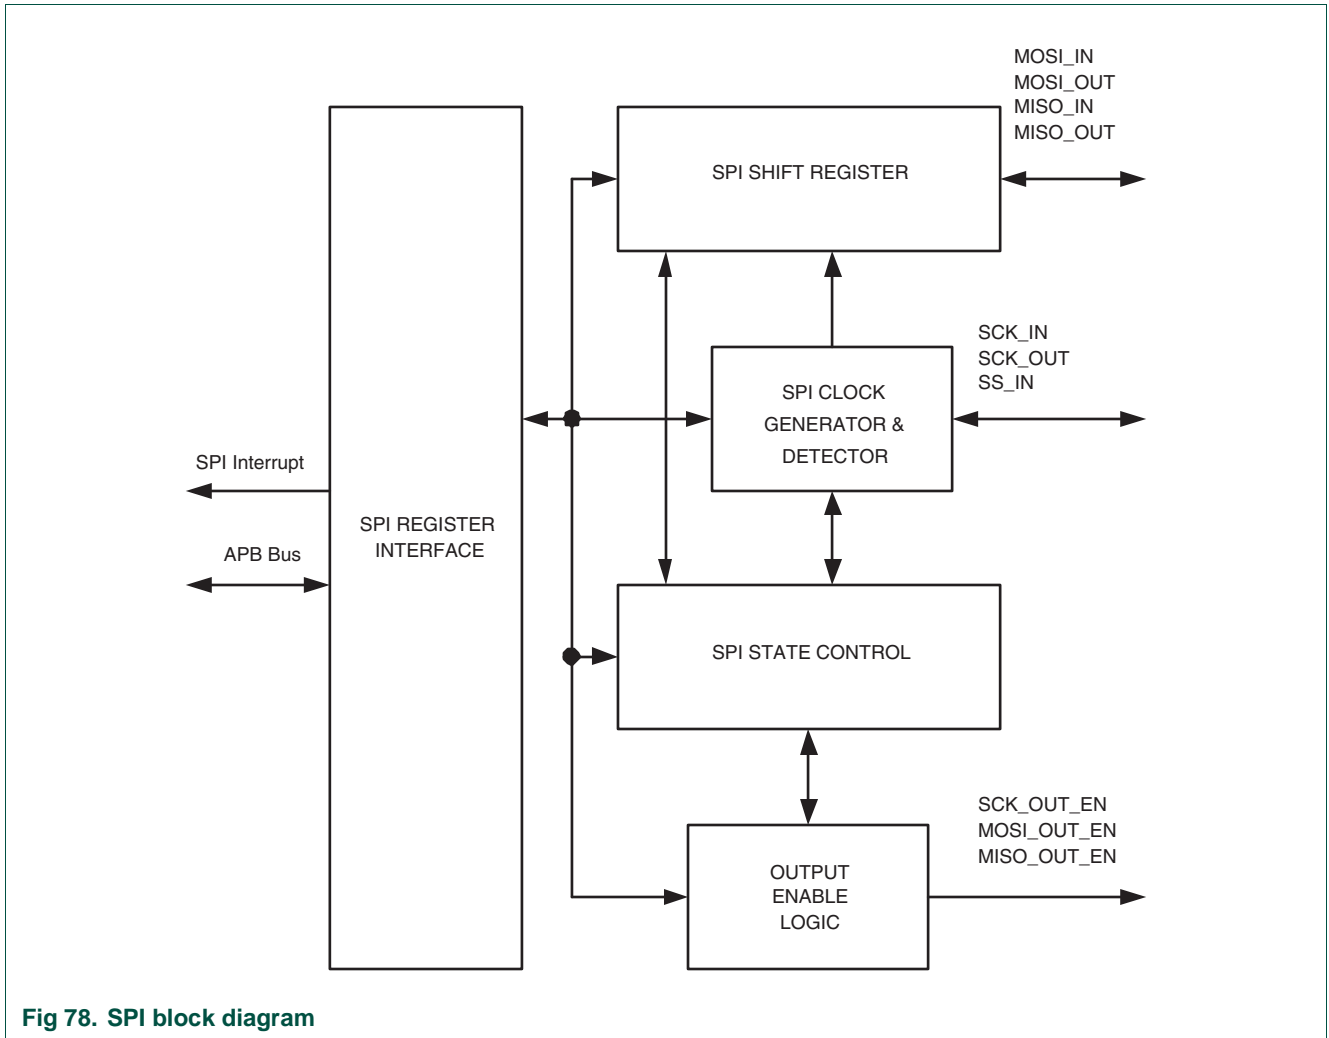 MOSI_IN
MOSI_OUT
MISO_IN
MISO_OUT
SPI SHIFT REGISTER
SCK_IN
SCK_OUT
SS_IN
SPI CLOCK
GENERATOR &
DETECTOR
SPI Interrupt
APB Bus
SPI REGISTER
INTERFACE
SPI STATE CONTROL
SCK_OUT_EN
MOSI_OUT_EN
MISO_OUT_EN
OUTPUT
ENABLE
LOGIC
Fig 78. SPI block diagram